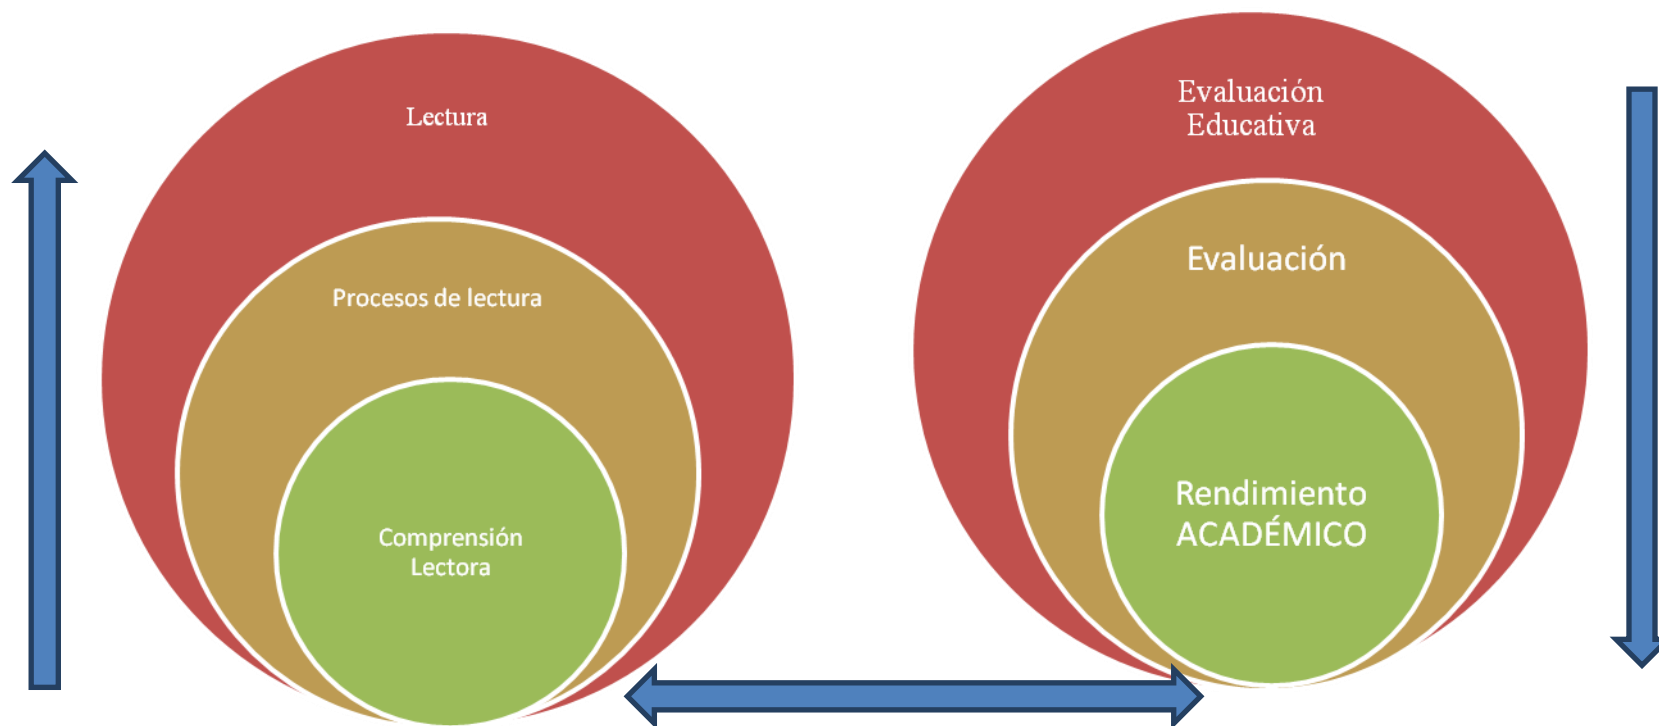 Lectura
Procesos de lectura
Comprensión
Lectora
Evaluación
Educativa
Evaluación
Rendimiento
ACADÉMICO